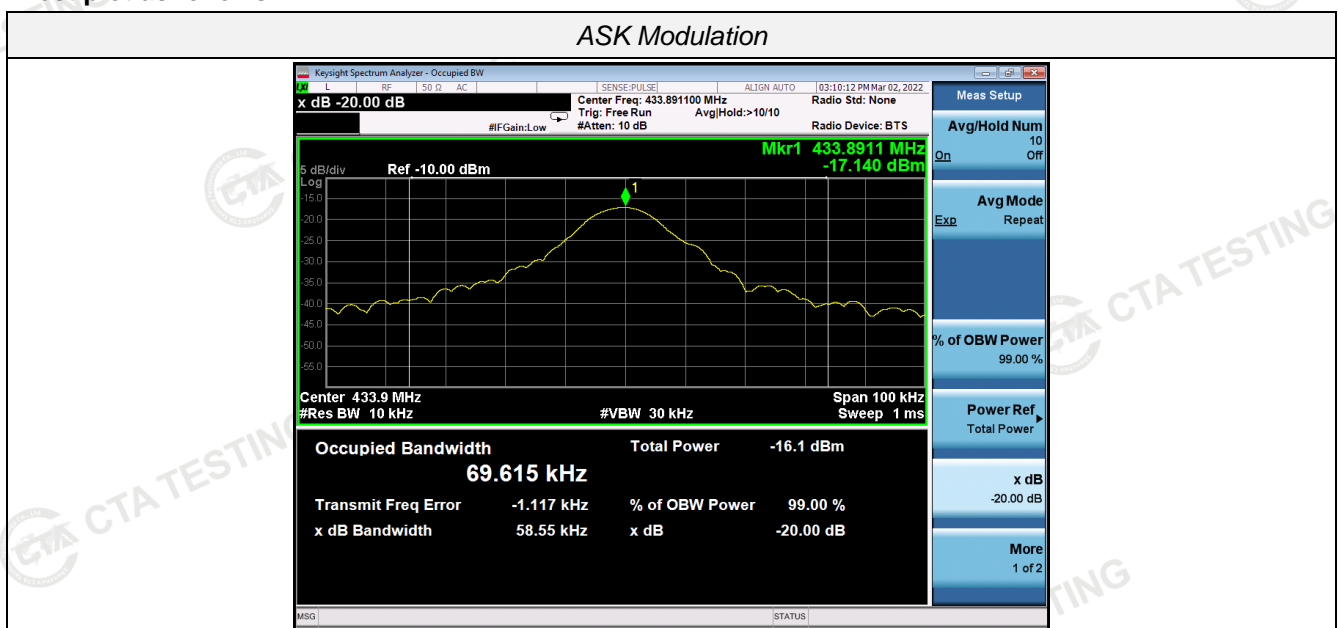 ASK Modulation
Keysight Spectrum Analyzer - Occupied BW
LXI L RF 50 Ω AC SENSE:PULSE ALIGN AUTO 03:10:12 PM Mar 02, 2022
x dB -20.00 dB
Center Freq: 433.891100 MHz
Radio Std: None
Trig: Free Run Avg|Hold:>10/10
#IFGain:Low #Atten: 10 dB Radio Device: BTS
Mkr1 433.8911 MHz
-17.140 dBm
5 dB/div Ref -10.00 dBm
Log
1
-15.0
-20.0
-25.0
-30.0
-35.0
-40.0
-45.0
-50.0
-55.0
Center 433.9 MHz Span 100 kHz
#Res BW 10 kHz #VBW 30 kHz Sweep 1 ms
Occupied Bandwidth Total Power -16.1 dBm
69.615 kHz
Transmit Freq Error -1.117 kHz % of OBW Power 99.00 %
x dB Bandwidth 58.55 kHz x dB -20.00 dB
MSG STATUS
Meas Setup
Avg/Hold Num
10
On Off
Avg Mode
Exp Repeat
% of OBW Power
99.00 %
Power Ref
Total Power
x dB
-20.00 dB
More
1 of 2
CTA TESTING
CTA TESTING
CTA
TING